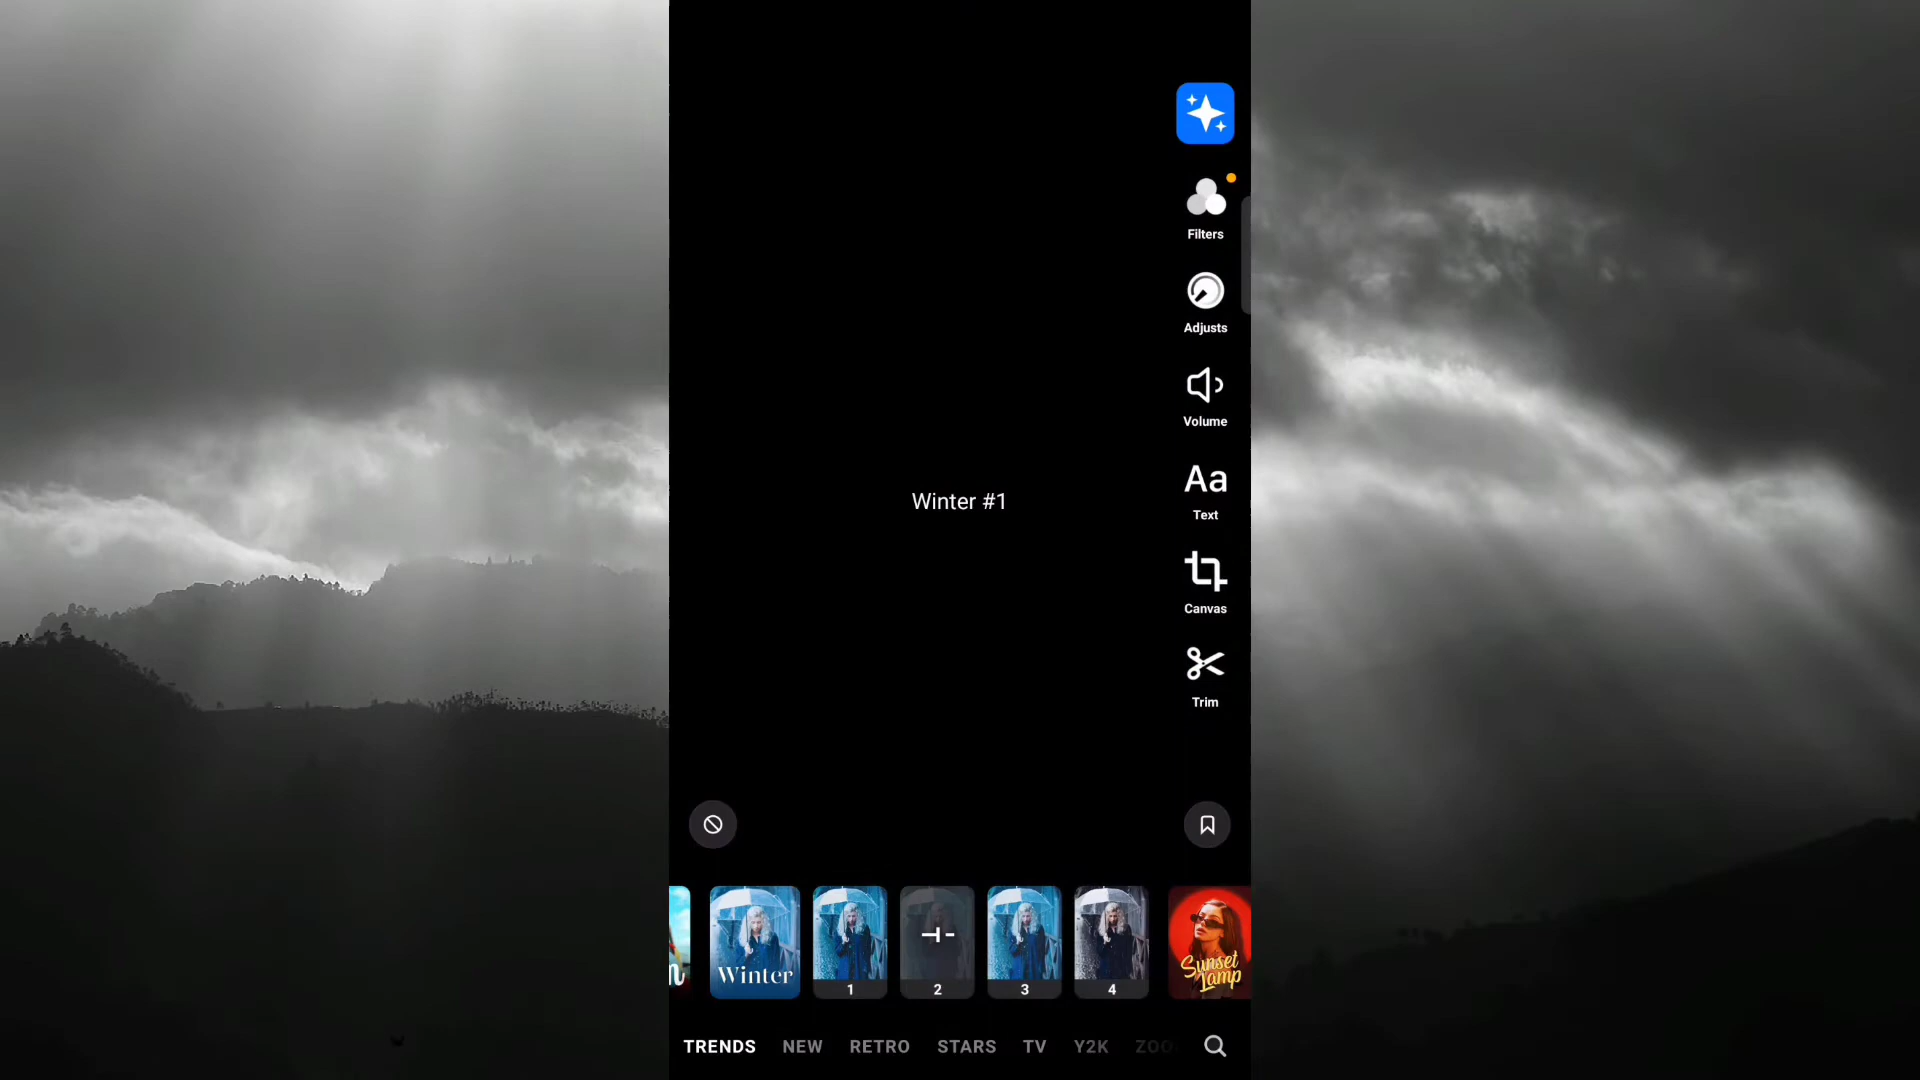 Filters
Adjusts
Volume
Aa
Text
Winter #1
Canvas
Trim
Winter
1
2
3
4
Sunset
Lamp
TRENDS NEW RETRO STARS TV Y2K ZOO